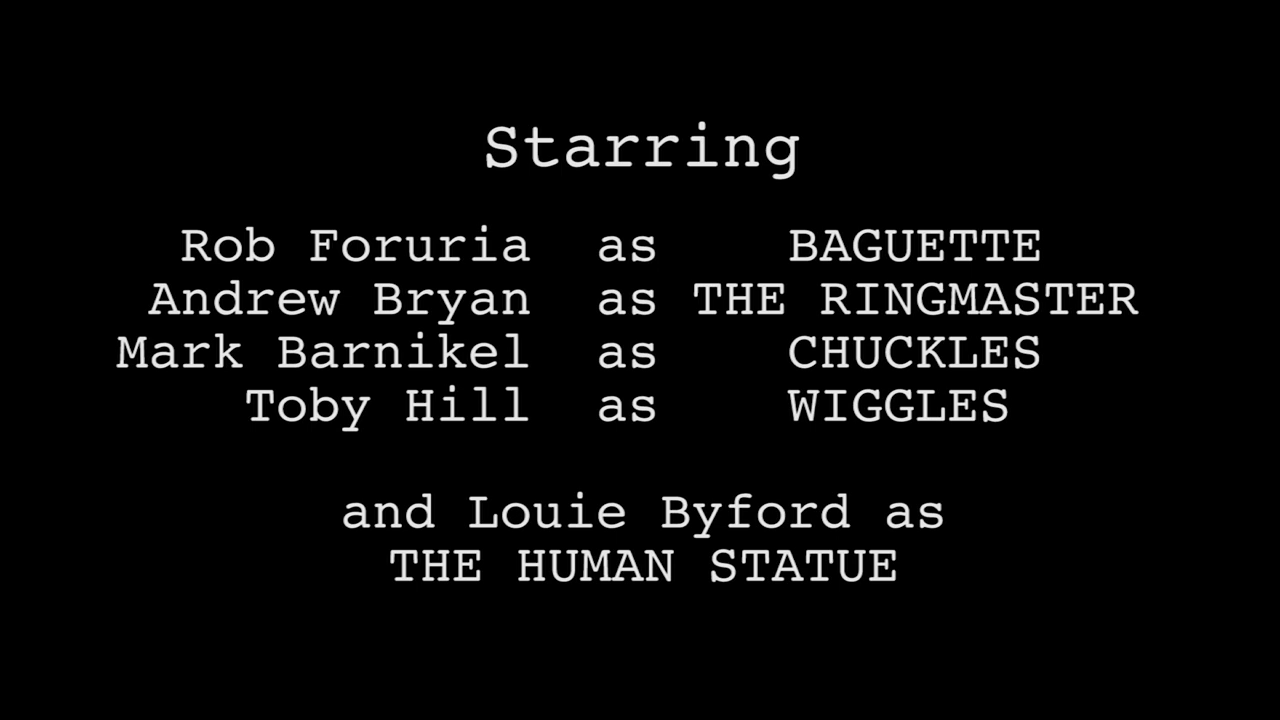 Starring
Rob Foruria as BAGUETTE
Andrew Bryan as THE RINGMASTER
Mark Barnikel as CHUCKLES
Toby Hill as WIGGLES
and Louie Byford as
THE HUMAN STATUE